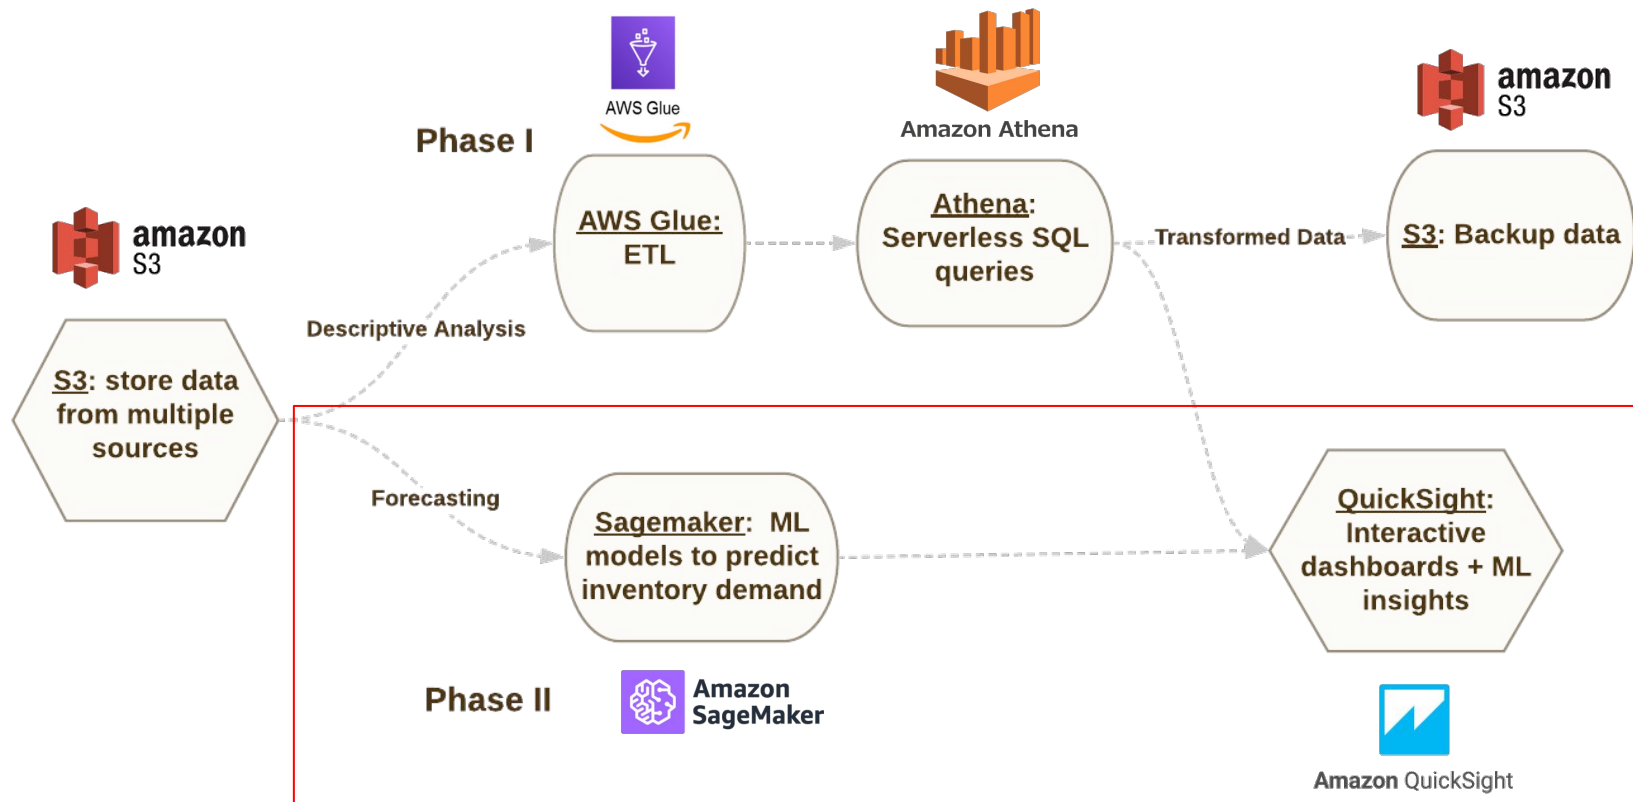 AWS Glue
Amazon Athena
amazon
S3
Phase I
AWS Glue:
ETL
Athena:
Serverless SQL
queries
Transformed Data
S3: Backup data
amazon
S3
Descriptive Analysis
S3: store data
from multiple
sources
Forecasting
Sagemaker:  ML
models to predict
inventory demand
QuickSight:
Interactive
dashboards + ML
insights
Phase II
Amazon
SageMaker
Amazon QuickSight